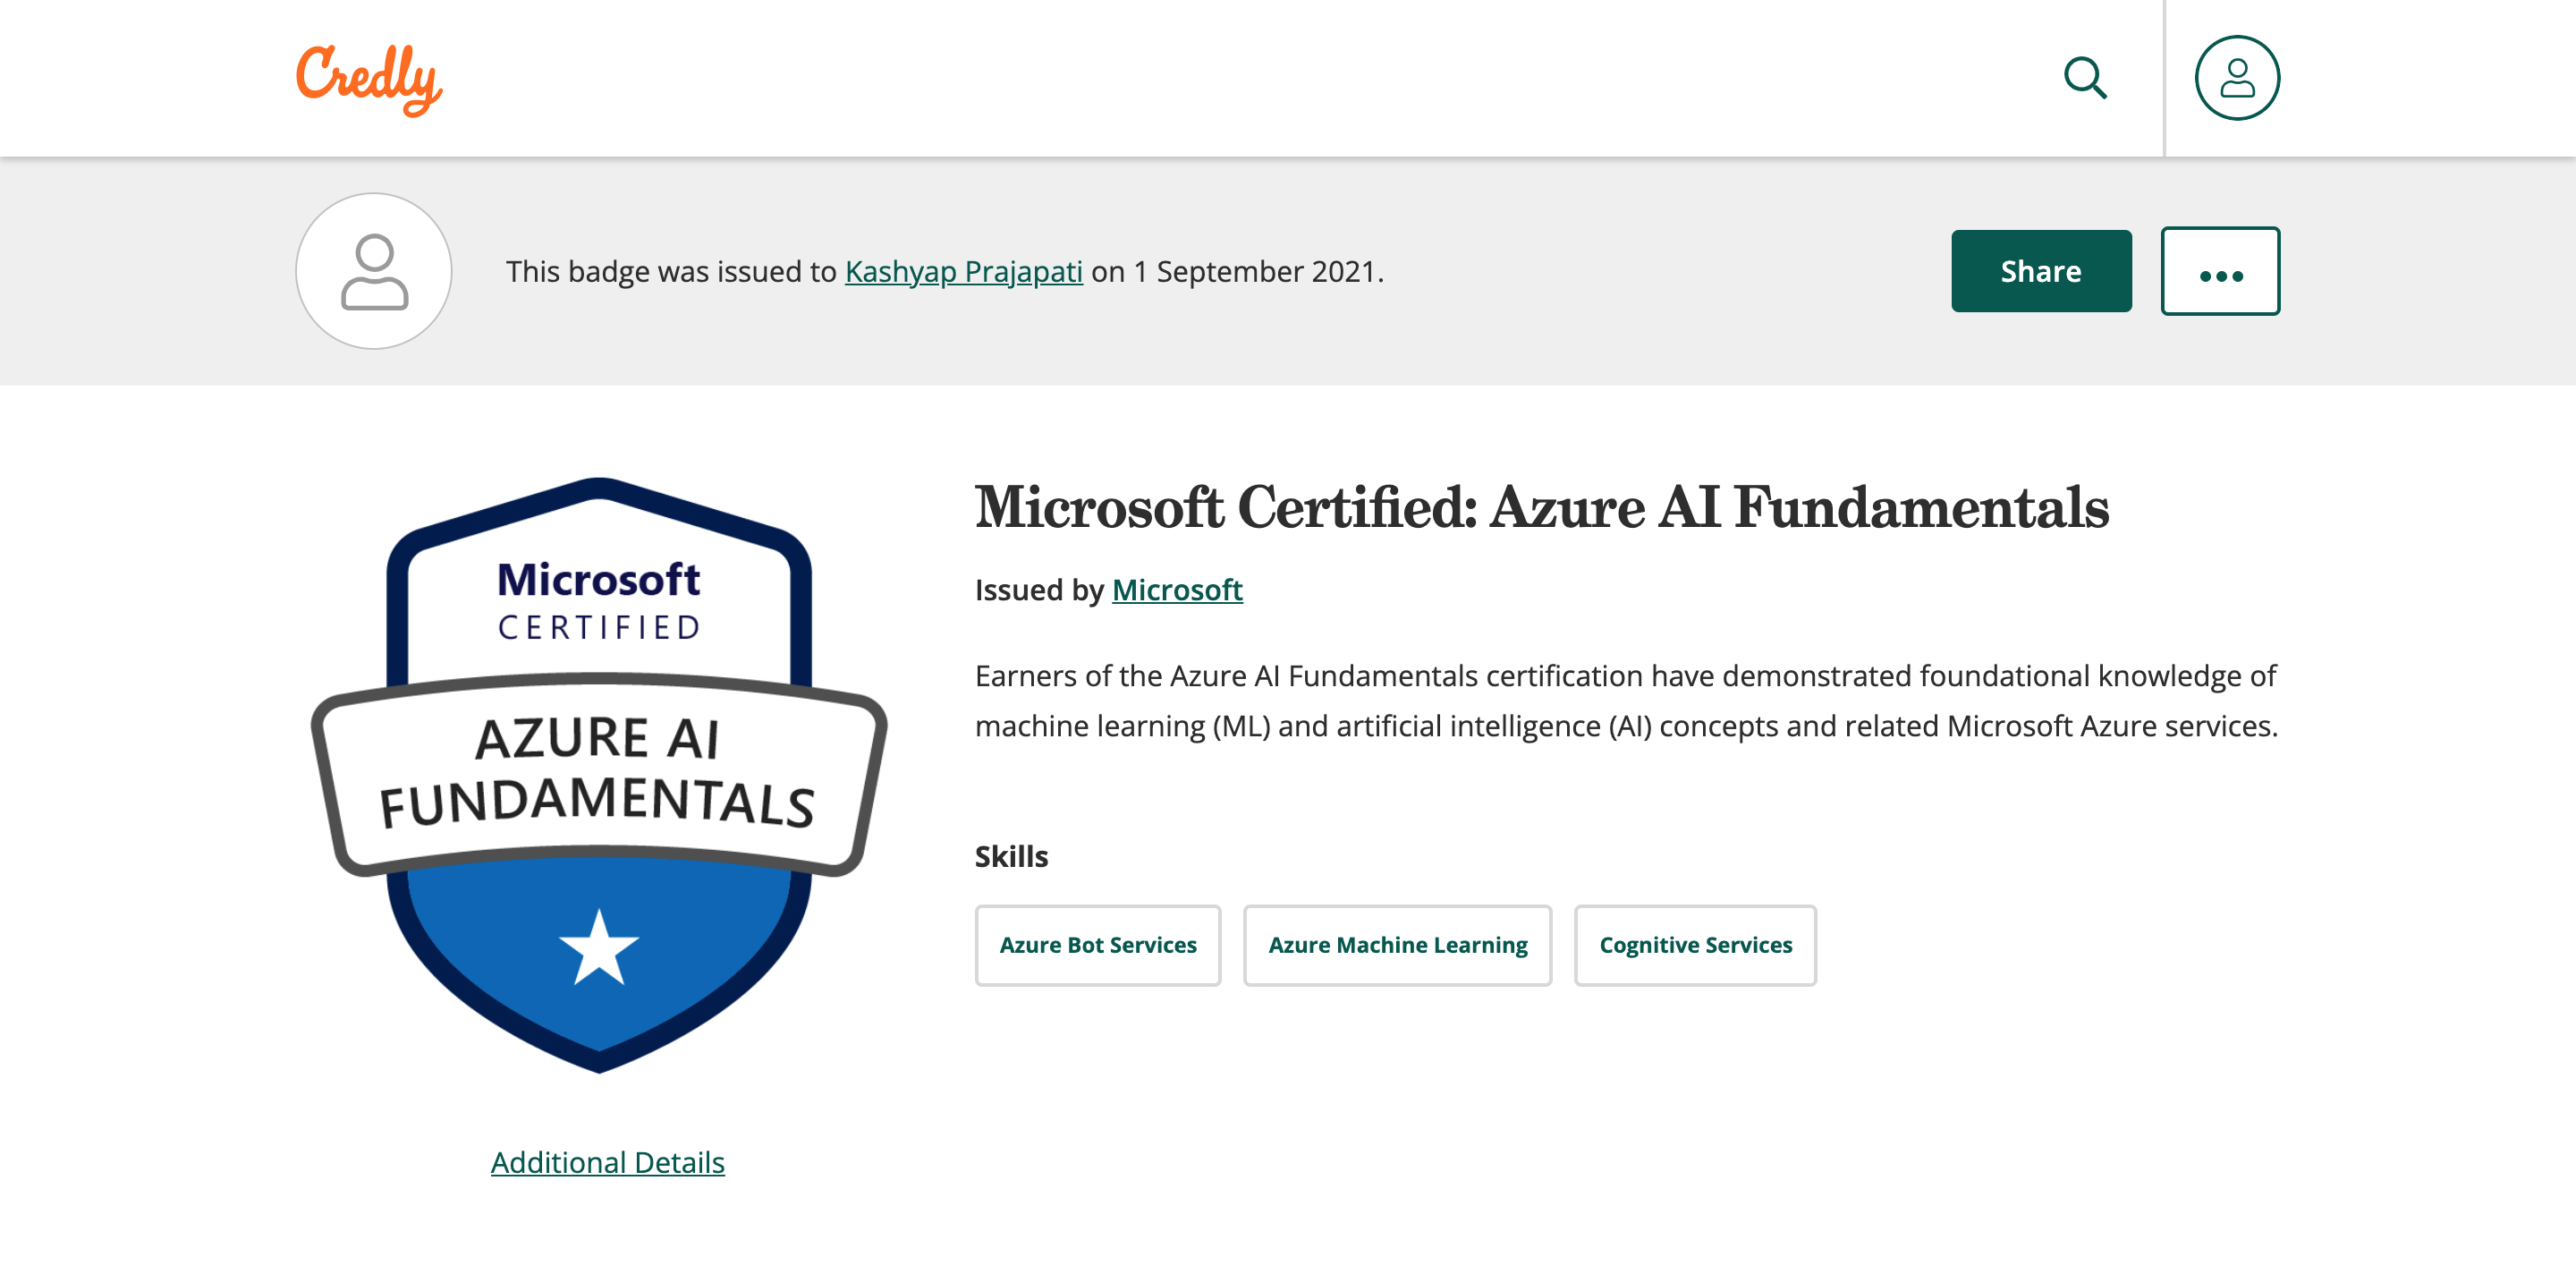 Credly
This badge was issued to Kashyap Prajapati on 1 September 2021.
Share
Microsoft
CERTIFIED
AZURE AI
FUNDAMENTALS
Additional Details
Microsoft Certified: Azure AI Fundamentals
Issued by Microsoft
Earners of the Azure AI Fundamentals certification have demonstrated foundational knowledge of
machine learning (ML) and artificial intelligence (AI) concepts and related Microsoft Azure services.
Skills
Azure Bot Services
Azure Machine Learning
Cognitive Services